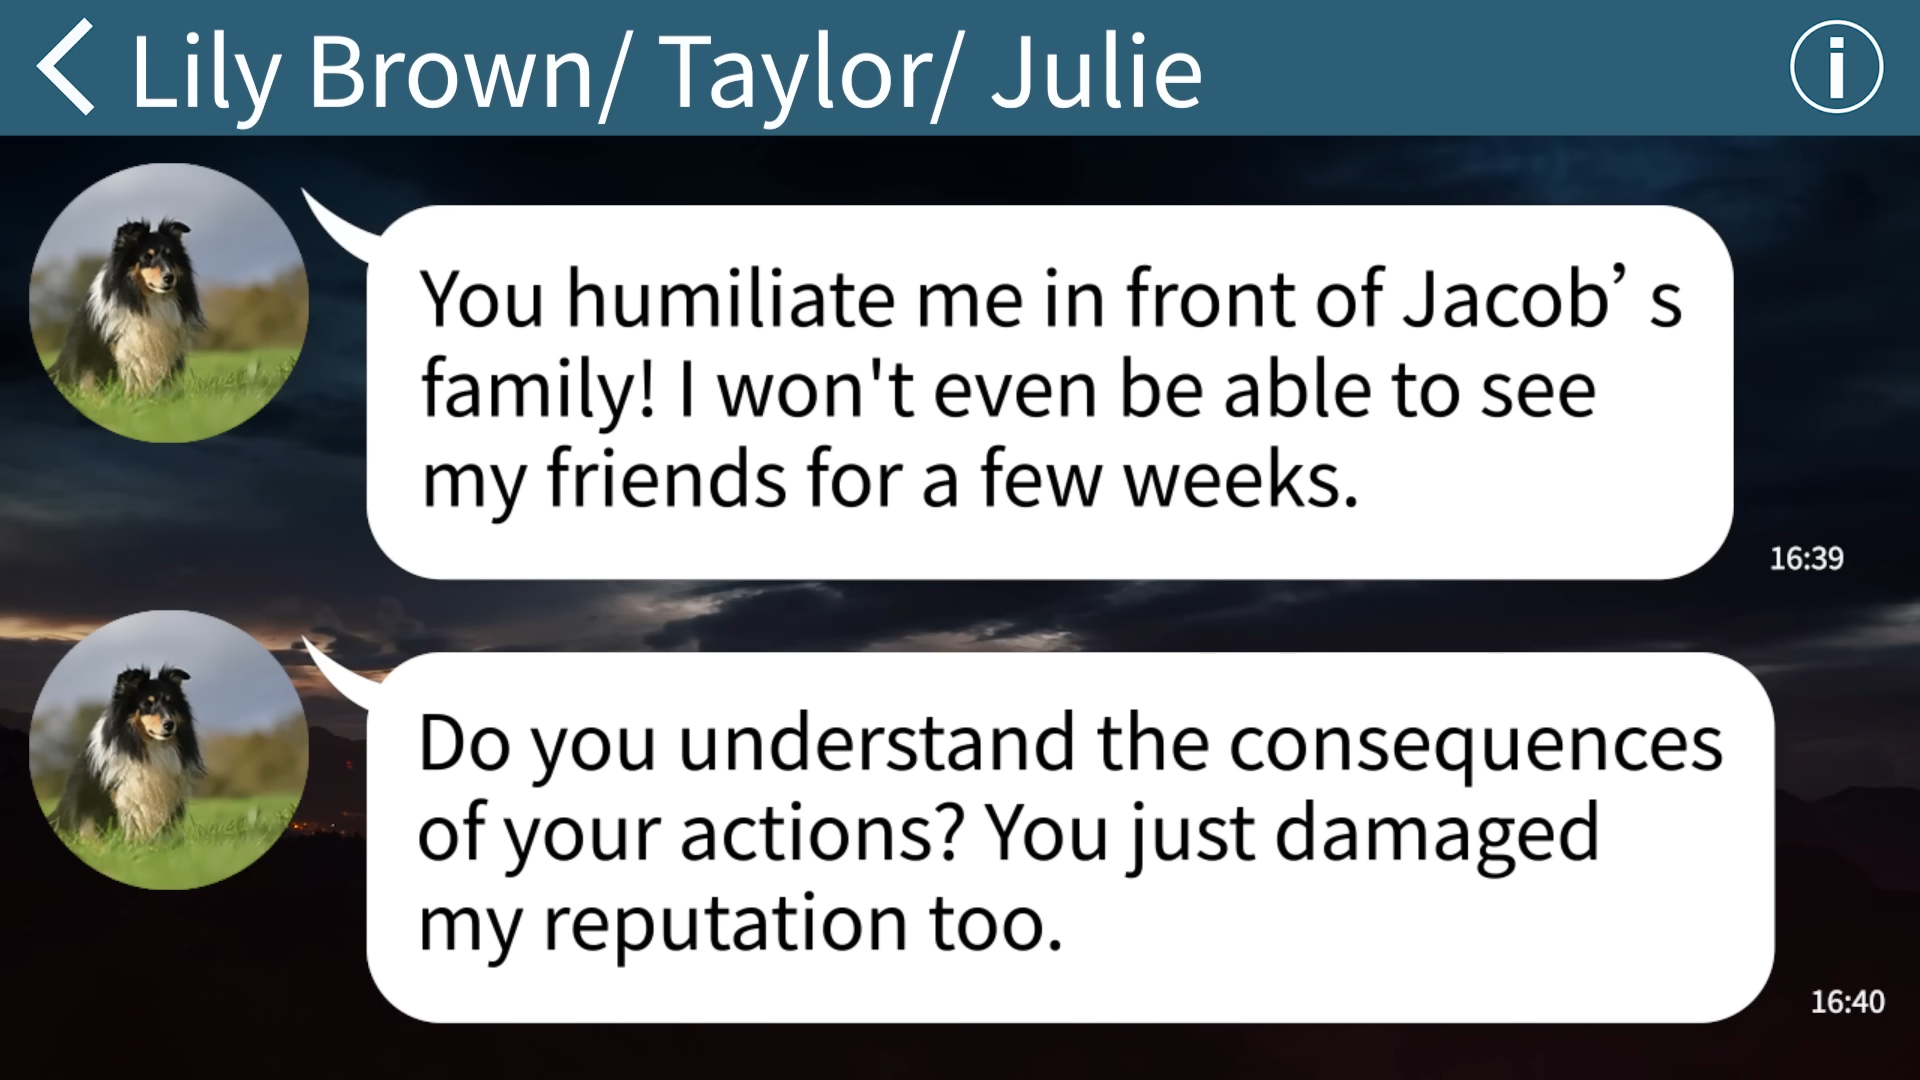 Lily Brown/ Taylor/ Julie
You humiliate me in front of Jacob’s
family! I won't even be able to see
my friends for a few weeks.
16:39
Do you understand the consequences
of your actions? You just damaged
my reputation too.
16:40